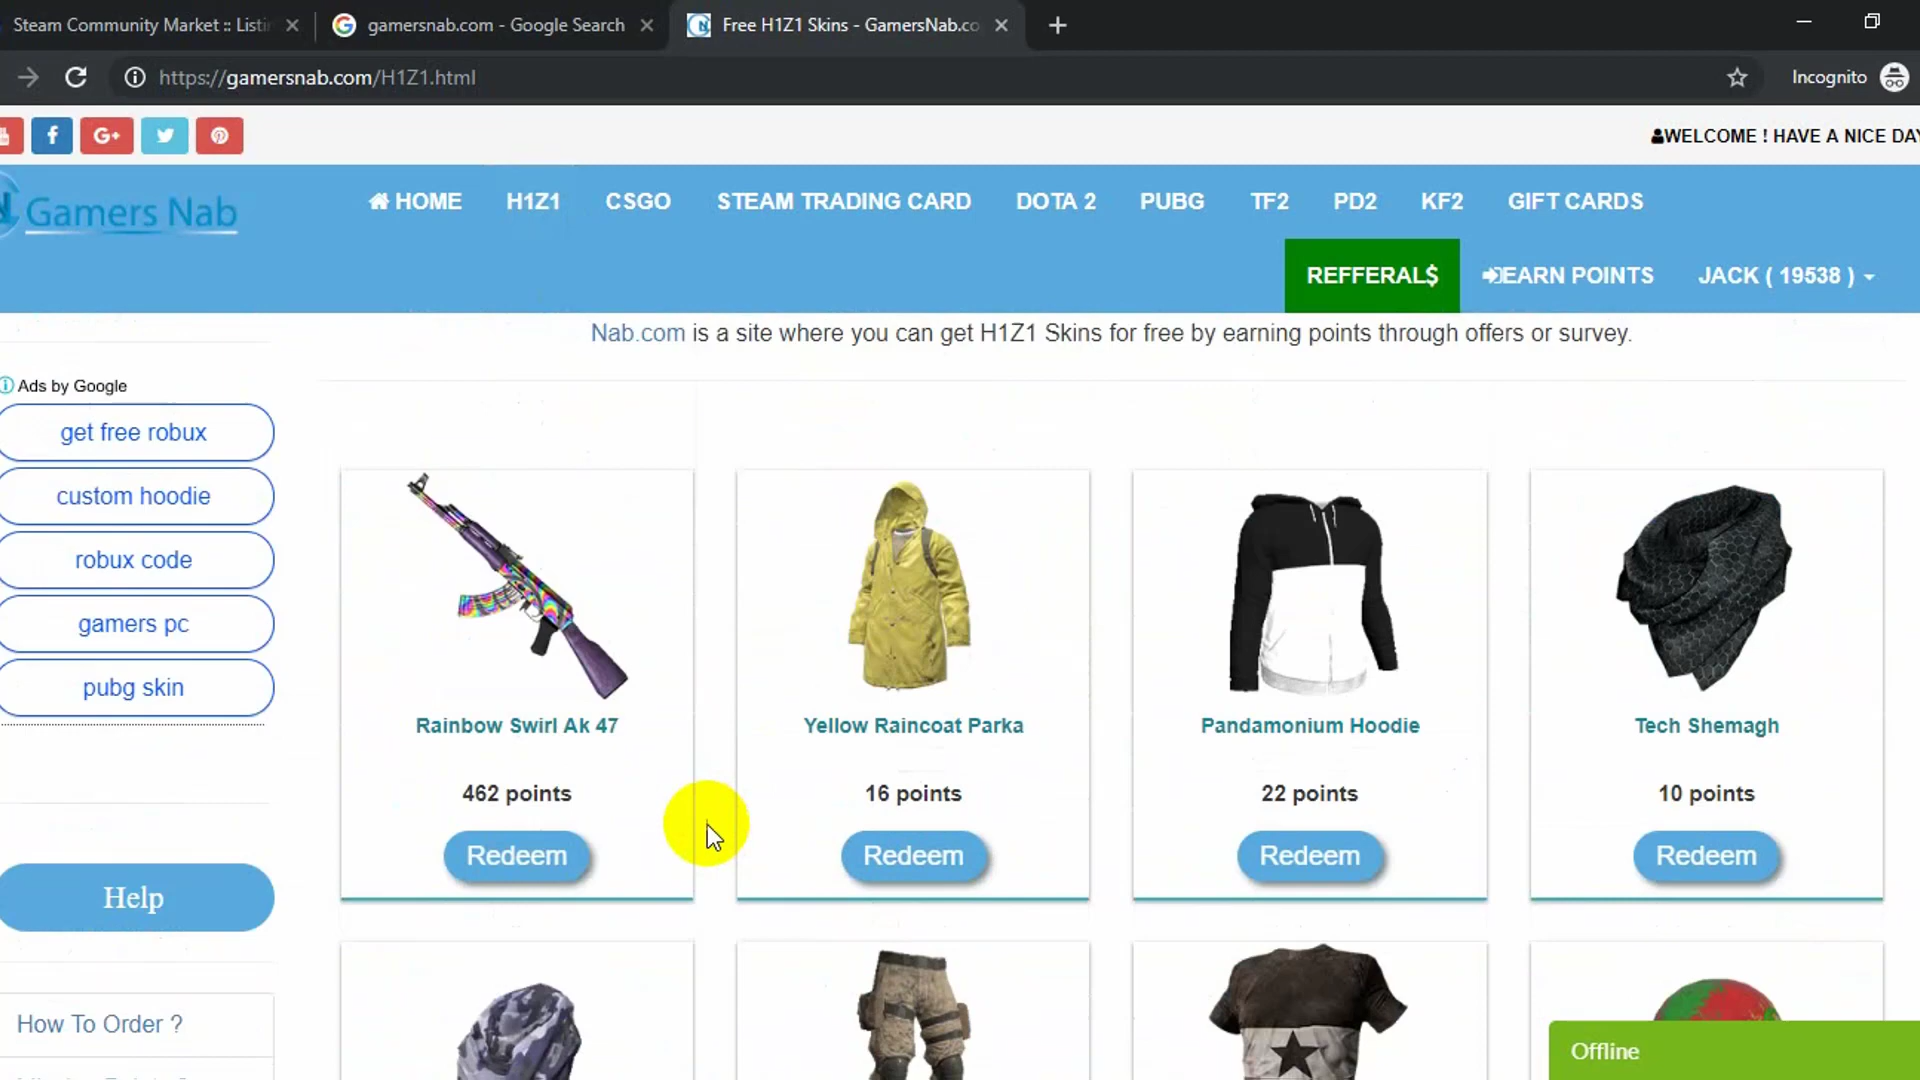 Steam Community Market :: Listi
gamersnab.com - Google Search
Free H1Z1 Skins - GamersNab.co
https://gamersnab.com/H1Z1.html
Incognito
G+
WELCOME ! HAVE A NICE DAY
Gamers Nab
HOME H1Z1 CSGO STEAM TRADING CARD DOTA 2 PUBG TF2 PD2 KF2 GIFT CARDS
REFFERAL$ EARN POINTS JACK ( 19538 )
Nab.com is a site where you can get H1Z1 Skins for free by earning points through offers or survey.
Ads by Google
get free robux
custom hoodie
robux code
gamers pc
pubg skin
Rainbow Swirl Ak 47
462 points
Redeem
Yellow Raincoat Parka
16 points
Redeem
Pandamonium Hoodie
22 points
Redeem
Tech Shemagh
10 points
Redeem
Help
How To Order ?
Offline